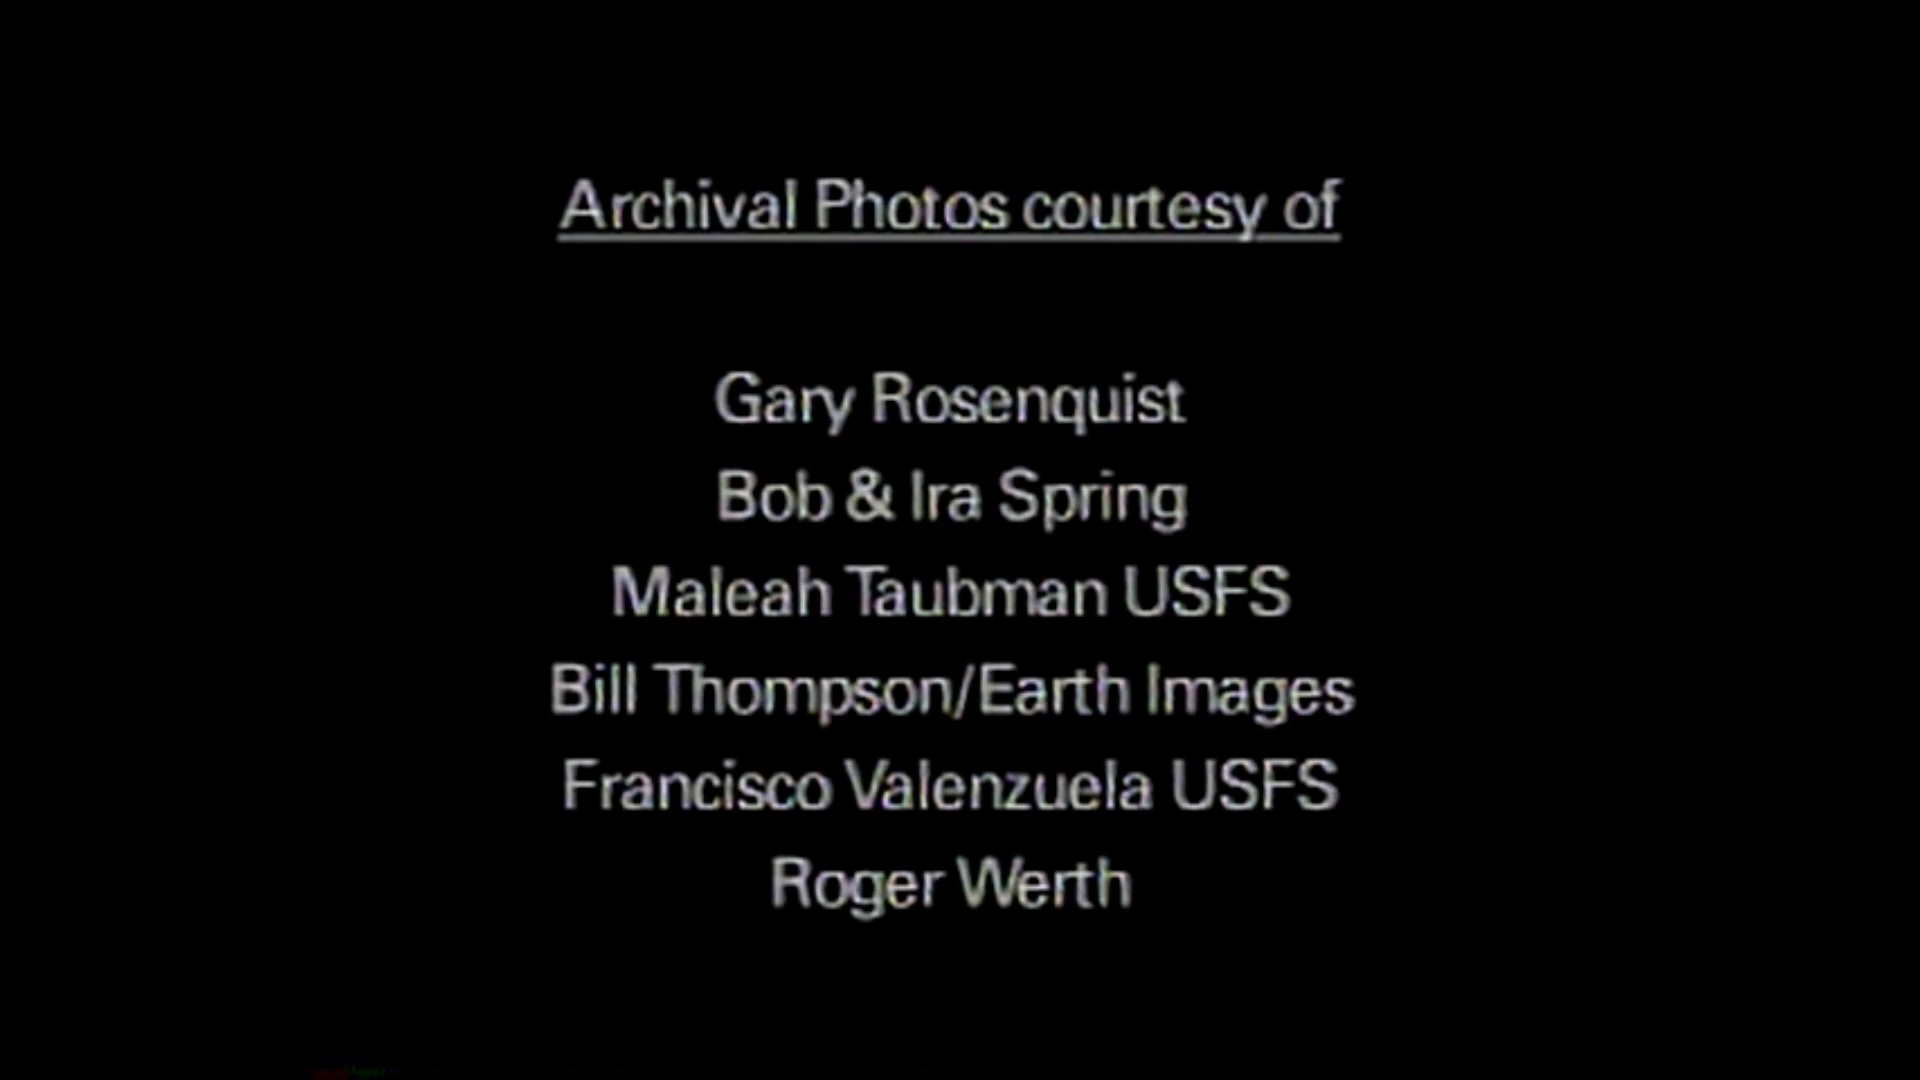 Archival Photos courtesy of
Gary Rosenquist
Bob & Ira Spring
Maleah Taubman USFS
Bill Thompson/Earth Images
Francisco Valenzuela USFS
Roger Werth